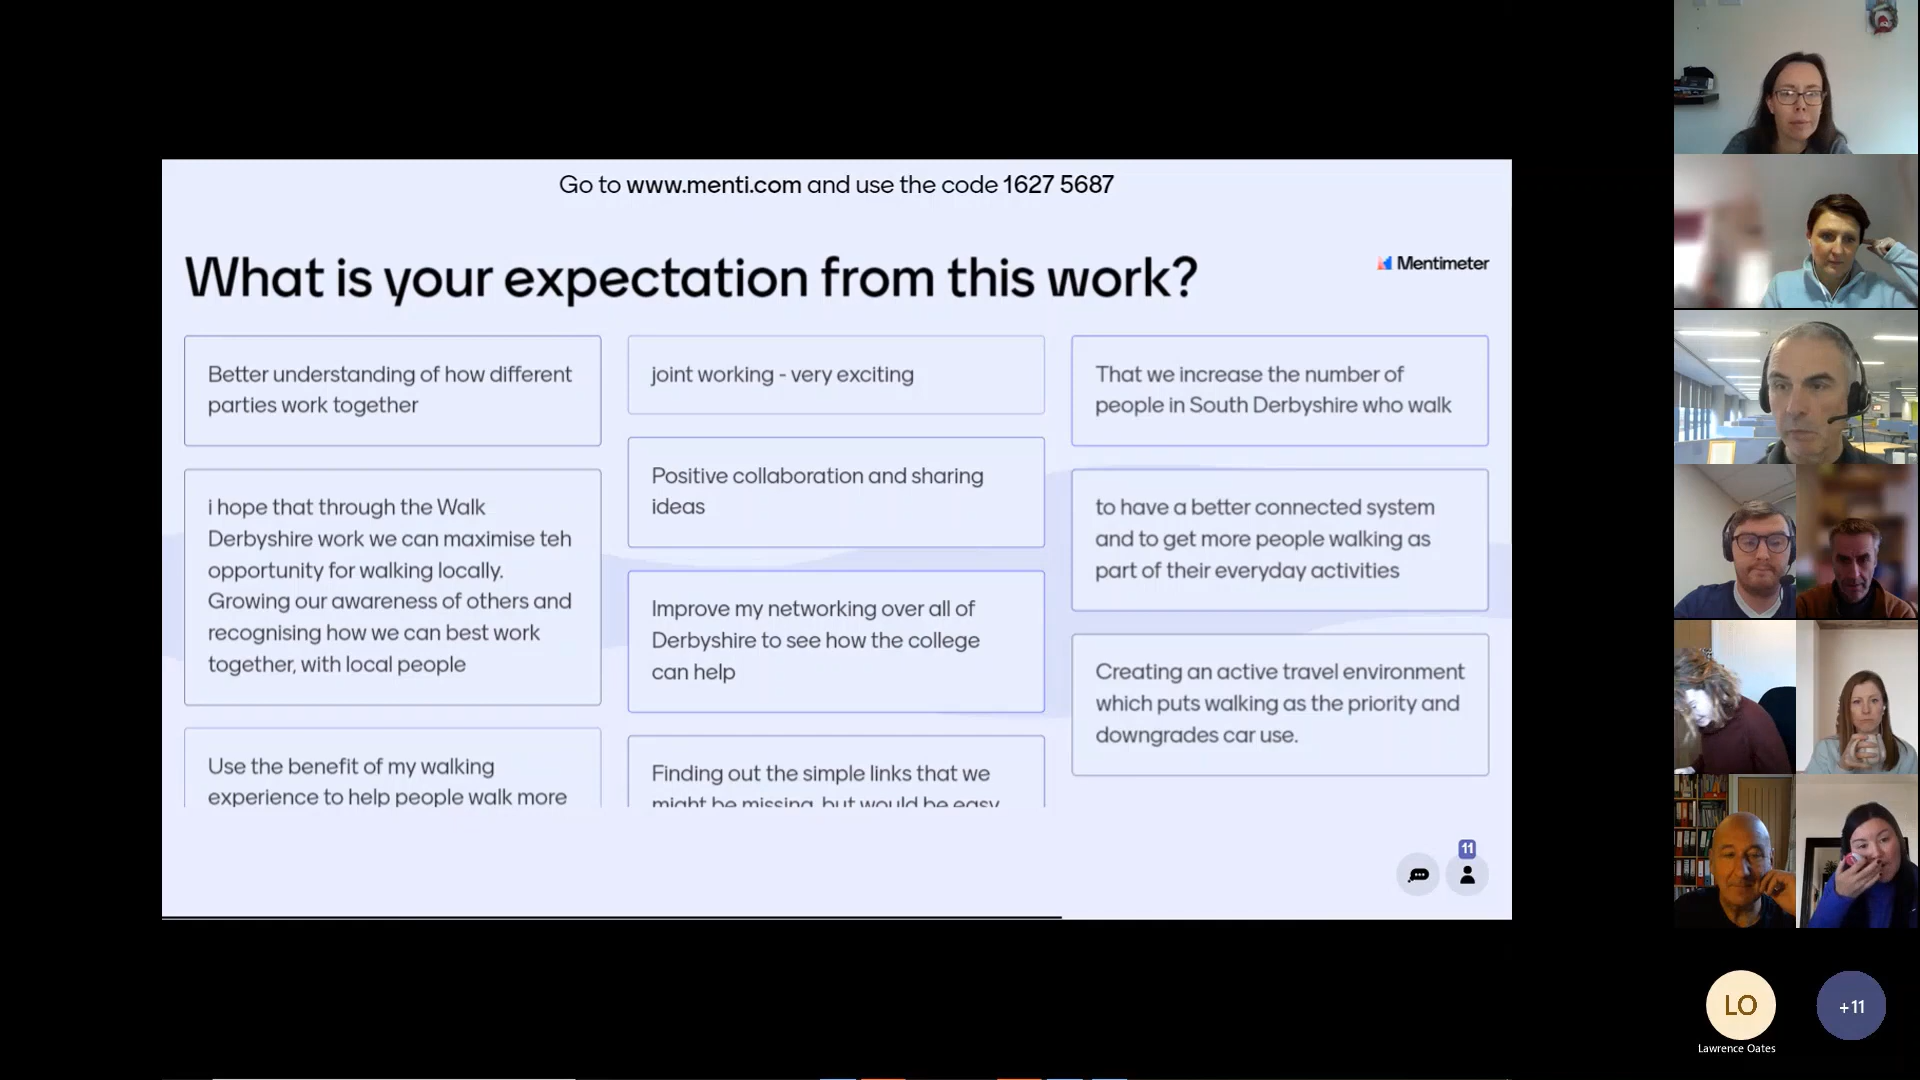 Go to www.menti.com and use the code 1627 5687
What is your expectation from this work?
Mentimeter
Better understanding of how different
parties work together
i hope that through the Walk
Derbyshire work we can maximise teh
opportunity for walking locally.
Growing our awareness of others and
recognising how we can best work
together, with local people
Use the benefit of my walking
experience to help people walk more
joint working - very exciting
Positive collaboration and sharing
ideas
Improve my networking over all of
Derbyshire to see how the college
can help
Finding out the simple links that we
might be missing, but would be easy
That we increase the number of
people in South Derbyshire who walk
to have a better connected system
and to get more people walking as
part of their everyday activities
Creating an active travel environment
which puts walking as the priority and
downgrades car use.
11
LO
Lawrence Oates
+11